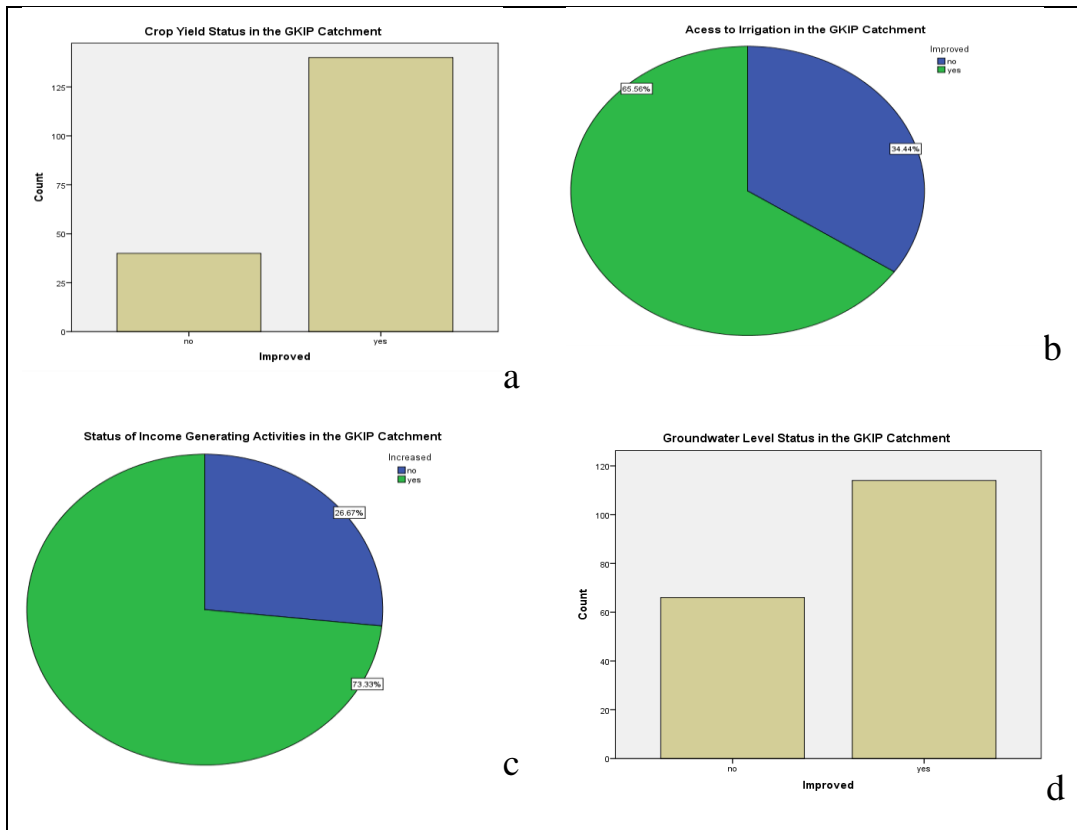 Crop Yield Status in the GKIP Catchment
125
100
75
50
25
0
Count
no
yes
Improved
a
Acess to Irrigation in the GKIP Catchment
Improved
no
yes
65.56%
34.44%
b
Status of Income Generating Activities in the GKIP Catchment
Increased
no
yes
26.67%
73.33%
c
Groundwater Level Status in the GKIP Catchment
120
100
80
60
40
20
0
Count
no
yes
Improved
d